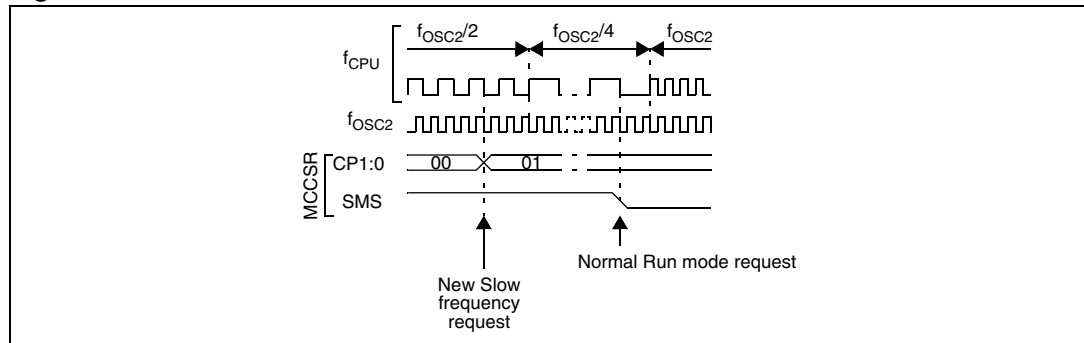 fOSC2/2 fOSC2/4 fOSC2
fCPU
fOSC2
MCCSR
CP1:0 00 01
SMS
Normal Run mode request
New Slow
frequency
request